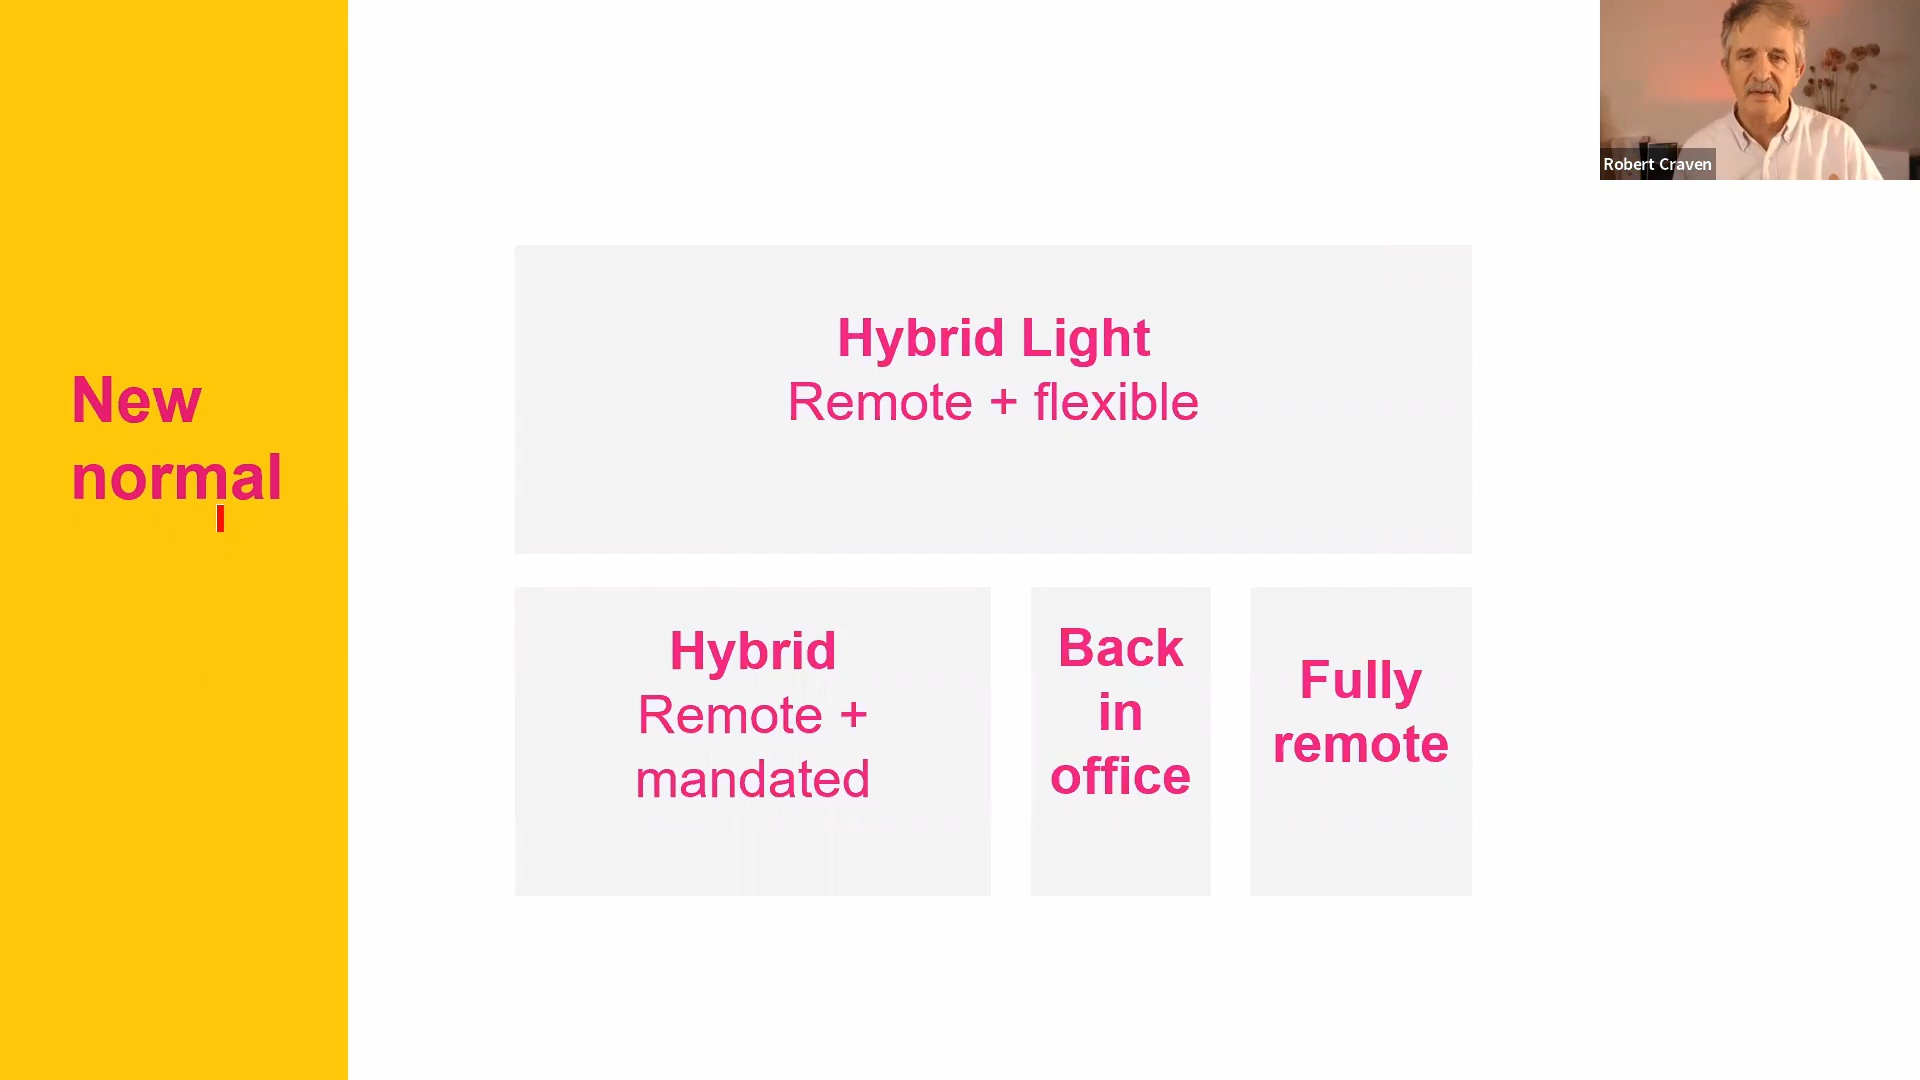 New
normal
Hybrid Light
Remote + flexible
Hybrid
Remote +
mandated
Back
in
office
Fully
remote
Robert Craven